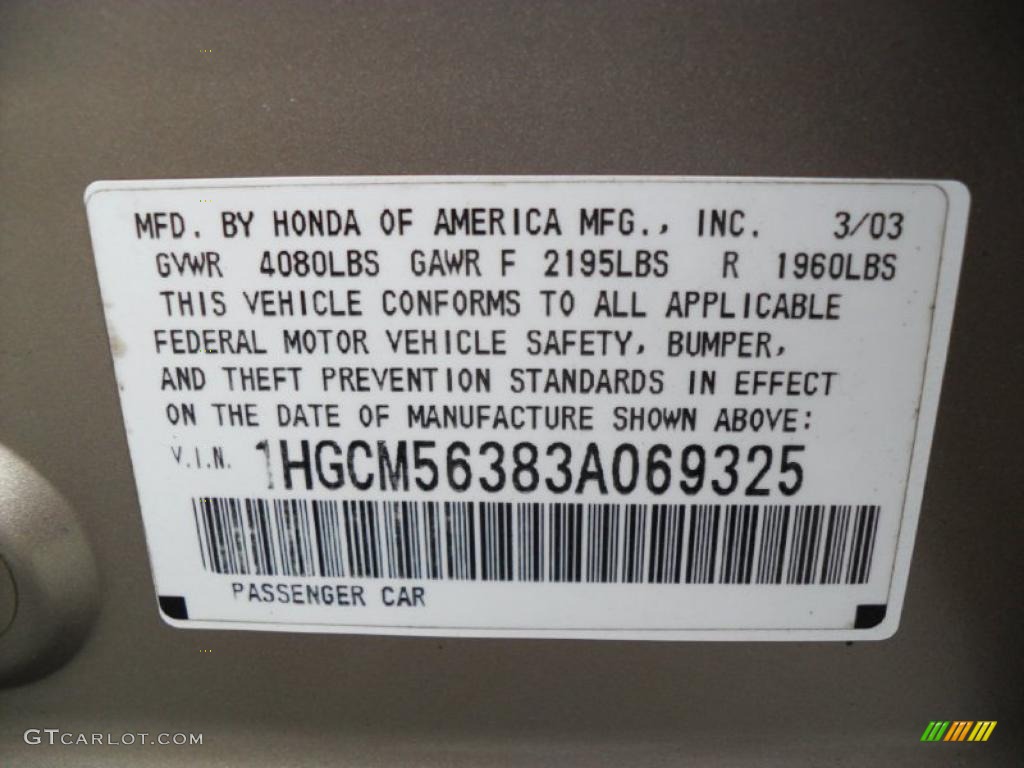 MFD. BY HONDA OF AMERICA MFG., INC. 3/03
GVWR 4080LBS GAWR F 2195LBS R 1960LBS
THIS VEHICLE CONFORMS TO ALL APPLICABLE
FEDERAL MOTOR VEHICLE SAFETY, BUMPER,
AND THEFT PREVENTION STANDARDS IN EFFECT
ON THE DATE OF MANUFACTURE SHOWN ABOVE:
V.I.N. 1HGCM56383A069325
PASSENGER CAR
GTCARLOT.COM